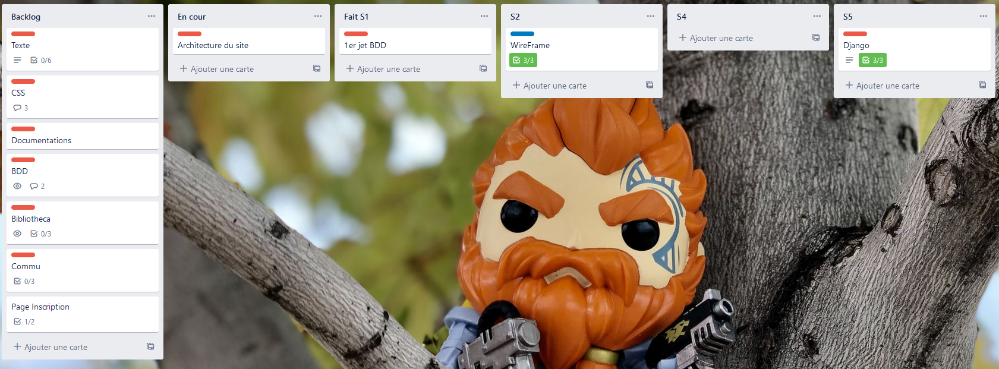 Backlog
Texte
0/6
CSS
3
Documentations
BDD
2
Bibliotheca
0/3
Commu
0/3
Page Inscription
1/2
Ajouter une carte
En cour
Architecture du site
Ajouter une carte
Fait S1
1er jet BDD
Ajouter une carte
S2
WireFrame
3/3
Ajouter une carte
S4
Ajouter une carte
S5
Django
3/3
Ajouter une carte